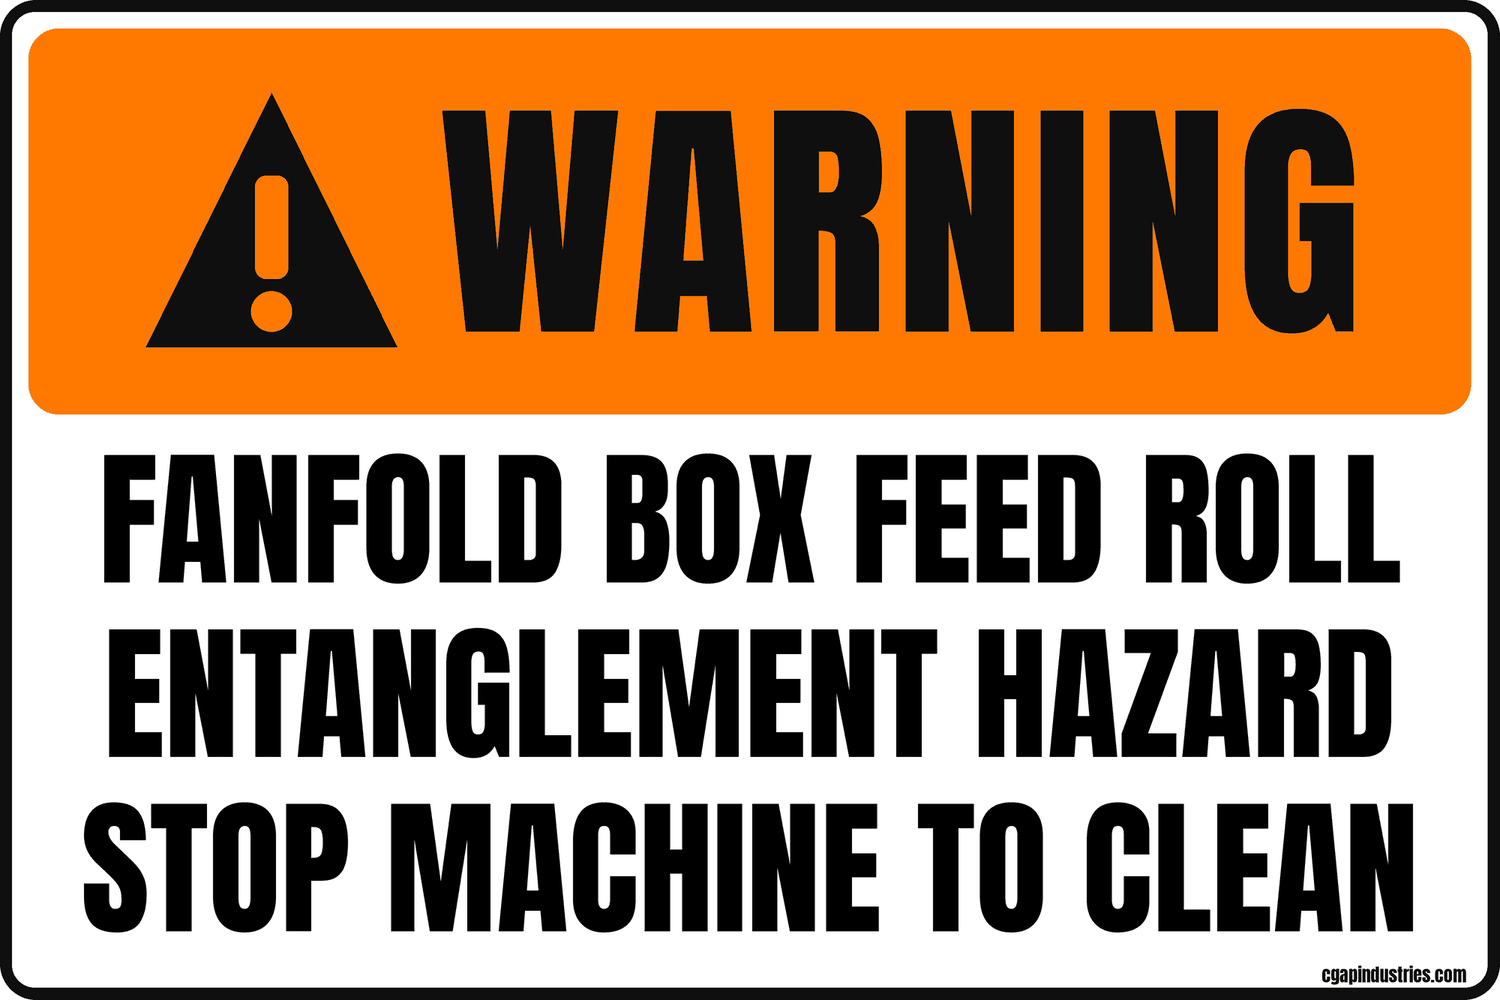 WARNING
FANFOLD BOX FEED ROLL
ENTANGLEMENT HAZARD
STOP MACHINE TO CLEAN
cgapindustries.com